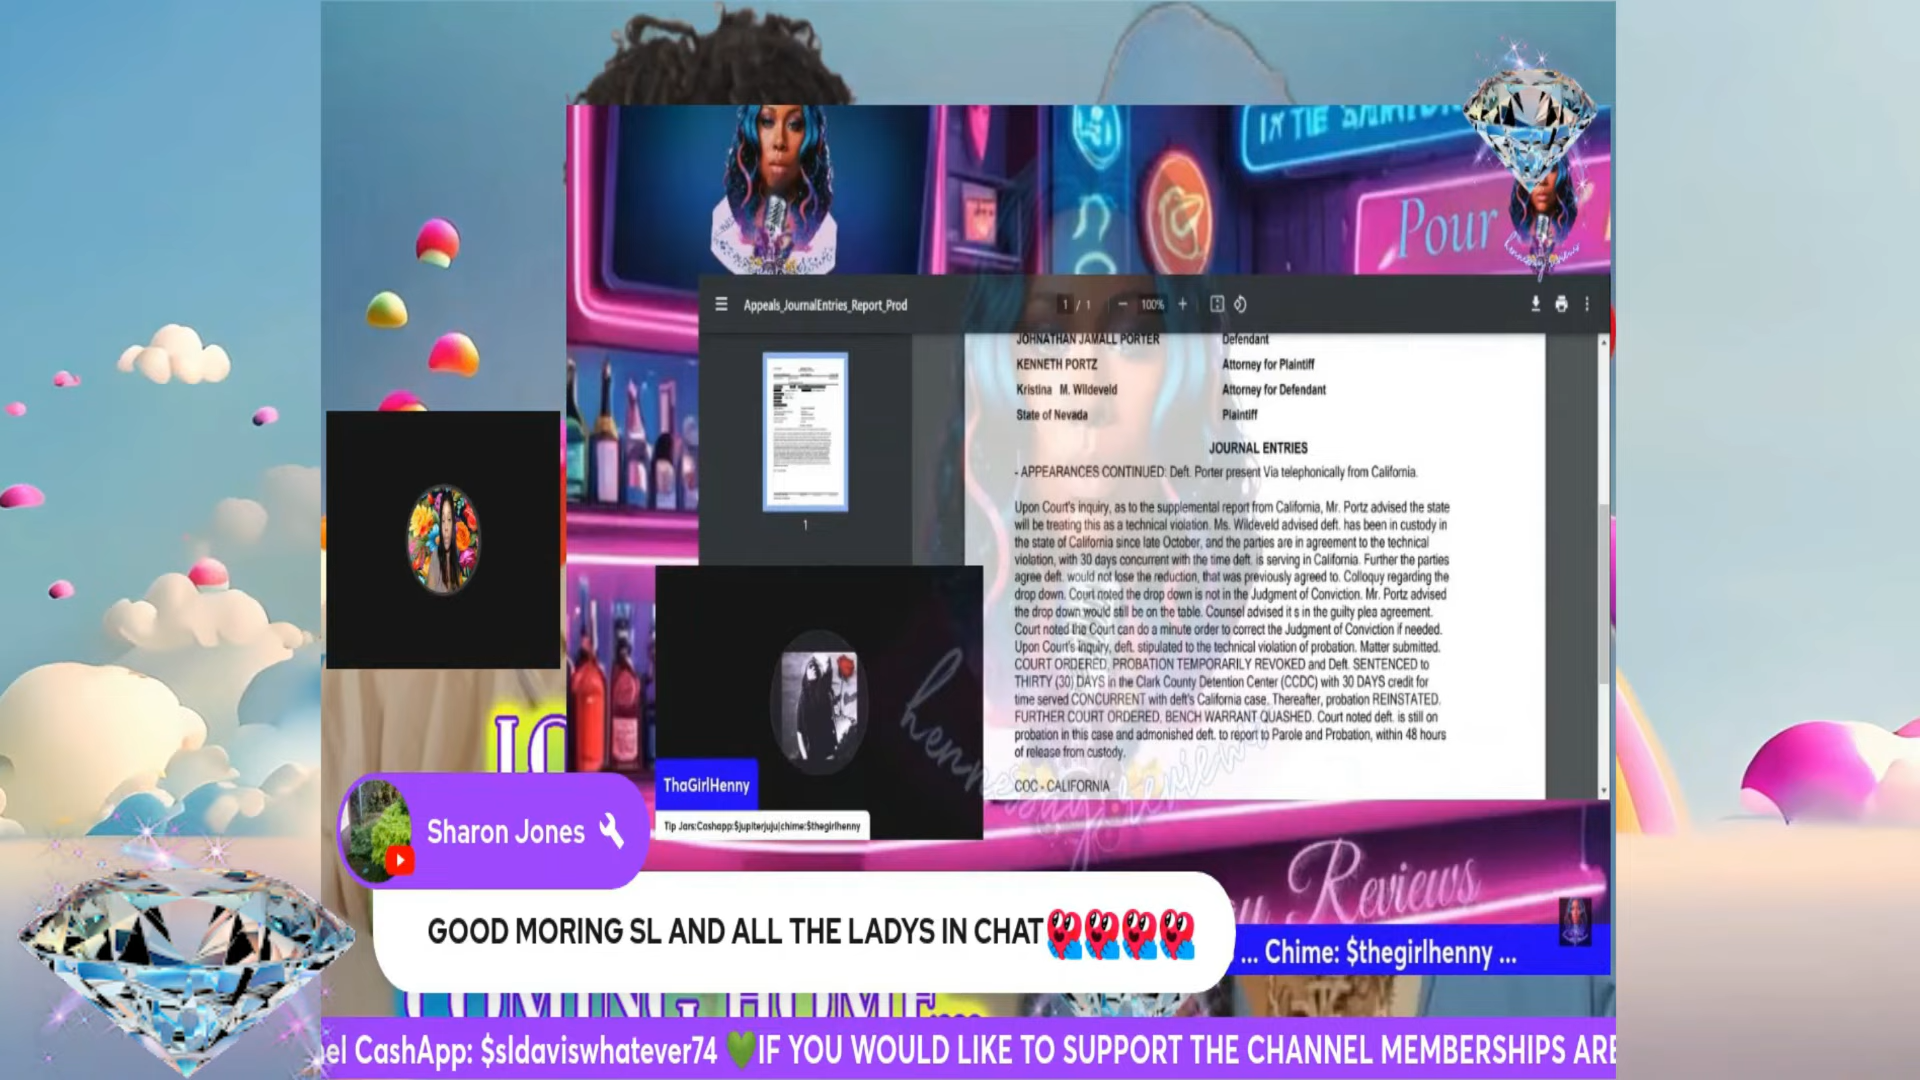 IN THE
Pour
Appeals_JournalEntries_Report_Prod
1 / 1
100%
JOHNATHAN JAMALL PORTER Defendant
KENNETH PORTZ Attorney for Plaintiff
Kristina M. Wildeveld Attorney for Defendant
State of Nevada Plaintiff
JOURNAL ENTRIES
- APPEARANCES CONTINUED: Deft. Porter present Via telephonically from California.
Upon Court's inquiry, as to the supplemental report from California, Mr. Portz advised the state
will be treating this as a technical violation. Ms. Wildeveld advised deft. has been in custody in
the state of California since late October, and the parties are in agreement to the technical
violation, with 30 days concurrent with the time deft. is serving in California. Further the parties
agree deft. would not lose the reduction, that was previously agreed to. Colloquy regarding the
drop down. Court noted the drop down is not in the Judgment of Conviction. Mr. Portz advised
the drop down would still be on the table. Counsel advised it s in the guilty plea agreement.
Court noted the Court can do a minute order to correct the Judgment of Conviction if needed.
Upon Court's inquiry, deft. stipulated to the technical violation of probation. Matter submitted.
COURT ORDERED, PROBATION TEMPORARILY REVOKED and Deft. SENTENCED to
THIRTY (30) DAYS in the Clark County Detention Center (CCDC) with 30 DAYS credit for
time served CONCURRENT with deft's California case. Thereafter, probation REINSTATED.
FURTHER COURT ORDERED, BENCH WARRANT QUASHED. Court noted deft. is still on
probation in this case and admonished deft. to report to Parole and Probation, within 48 hours
of release from custody.
COC - CALIFORNIA
1
ThaGirlHenny
Tip Jars:Cashapp:$jupiterjuju|chime:$thegirlhenny
Sharon Jones
GOOD MORING SL AND ALL THE LADYS IN CHAT
Reviews
... Chime: $thegirlhenny ...
COMING HOME....
el CashApp: $sldaviswhatever74 💚IF YOU WOULD LIKE TO SUPPORT THE CHANNEL MEMBERSHIPS ARE